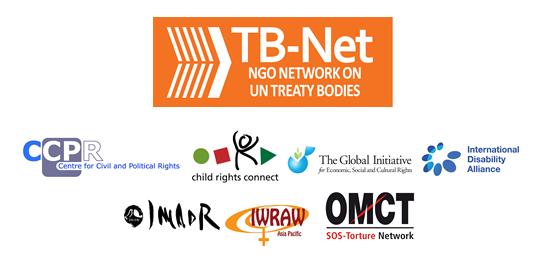 TB-Net
NGO NETWORK ON
UN TREATY BODIES
CCPR
Centre for Civil and Political Rights
child rights connect
The Global Initiative
for Economic, Social and Cultural Rights
International
Disability
Alliance
IMADR
IWRAW
Asia Pacific
OMCT
SOS-Torture Network